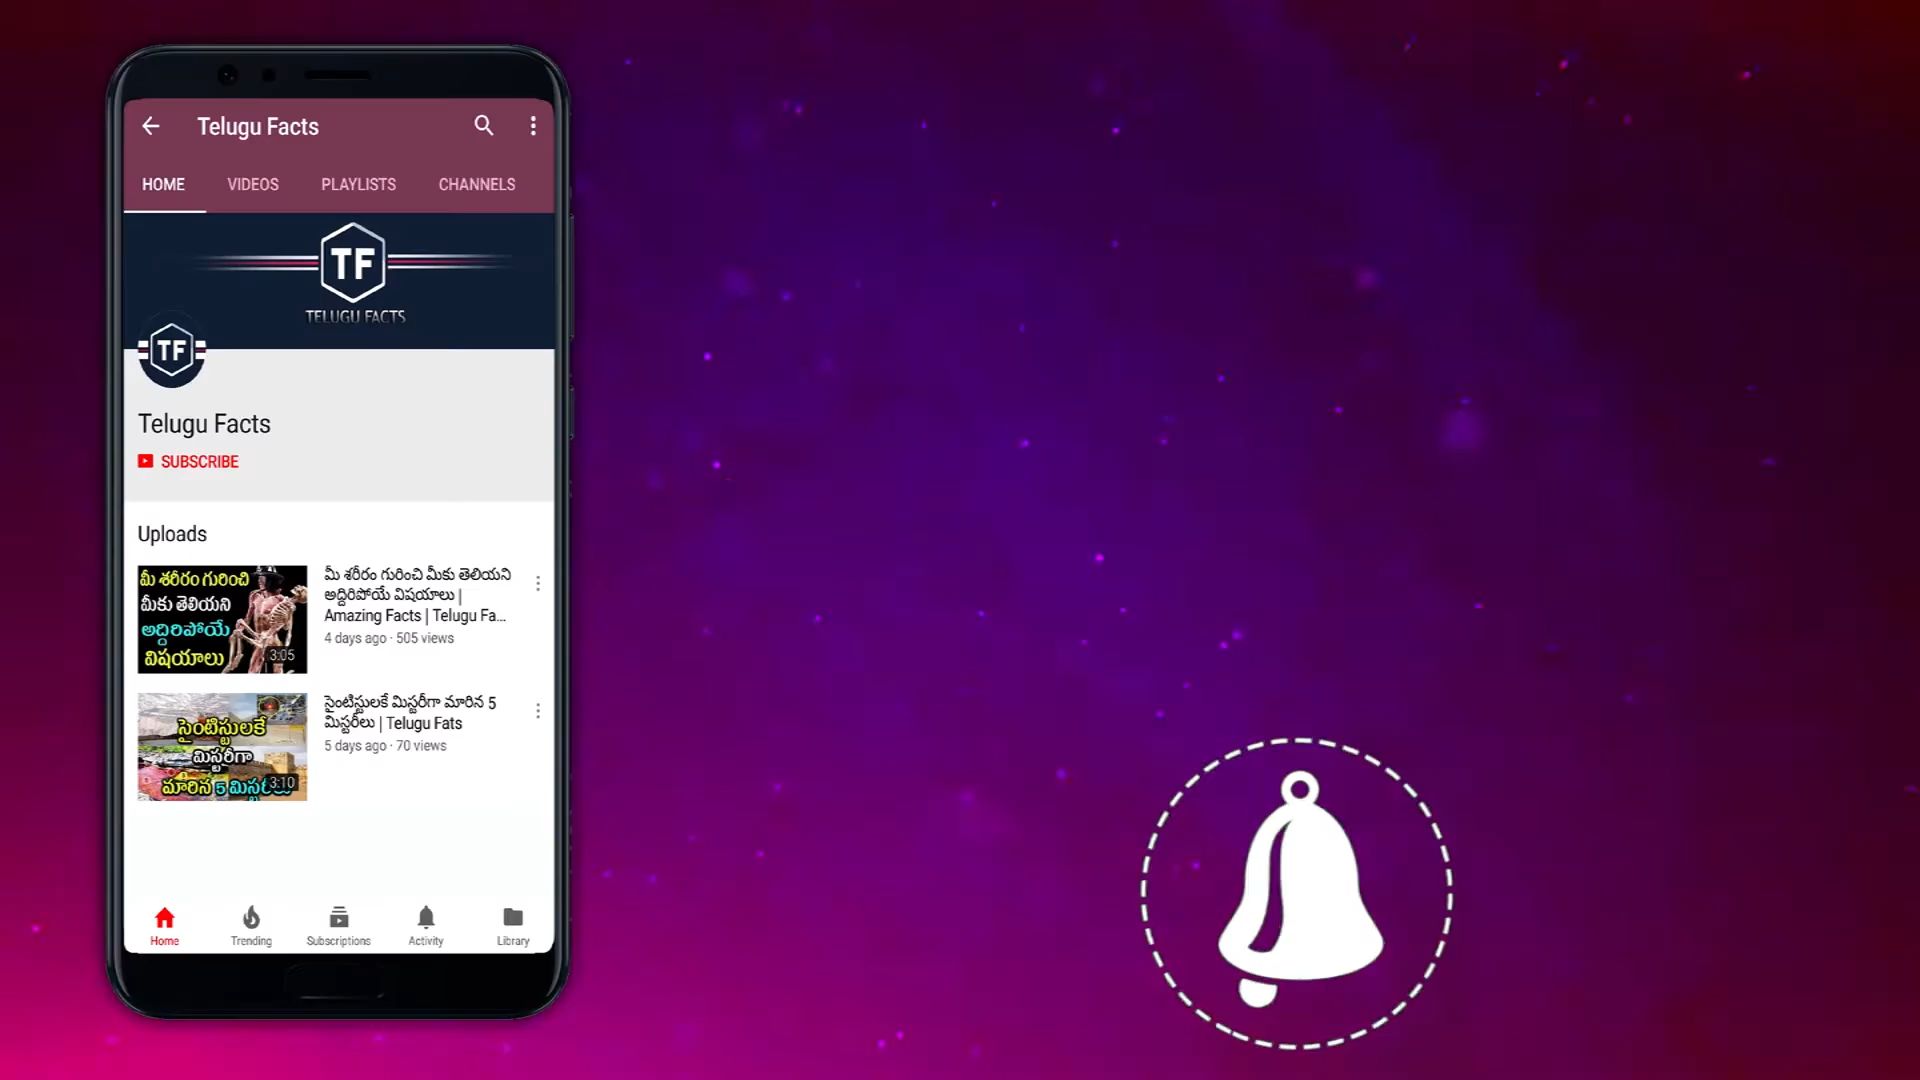 Telugu Facts
HOME VIDEOS PLAYLISTS CHANNELS
TF
TELUGU FACTS
TF
Telugu Facts
SUBSCRIBE
Uploads
మీ శరీరం గురించి
మీకు తెలియని
అద్దిరిపోయే
విషయాలు
3:05
మీ శరీరం గురించి మీకు తెలియని
అద్దిరిపోయే విషయాలు |
Amazing Facts | Telugu Fa...
4 days ago · 505 views
సైంటిస్టులకే
మిస్టరీగా
మారిన 5
3:10
సైంటిస్టులకే మిస్టరీగా మారిన 5
మిస్టరీలు | Telugu Fats
5 days ago · 70 views
Home Trending Subscriptions Activity Library